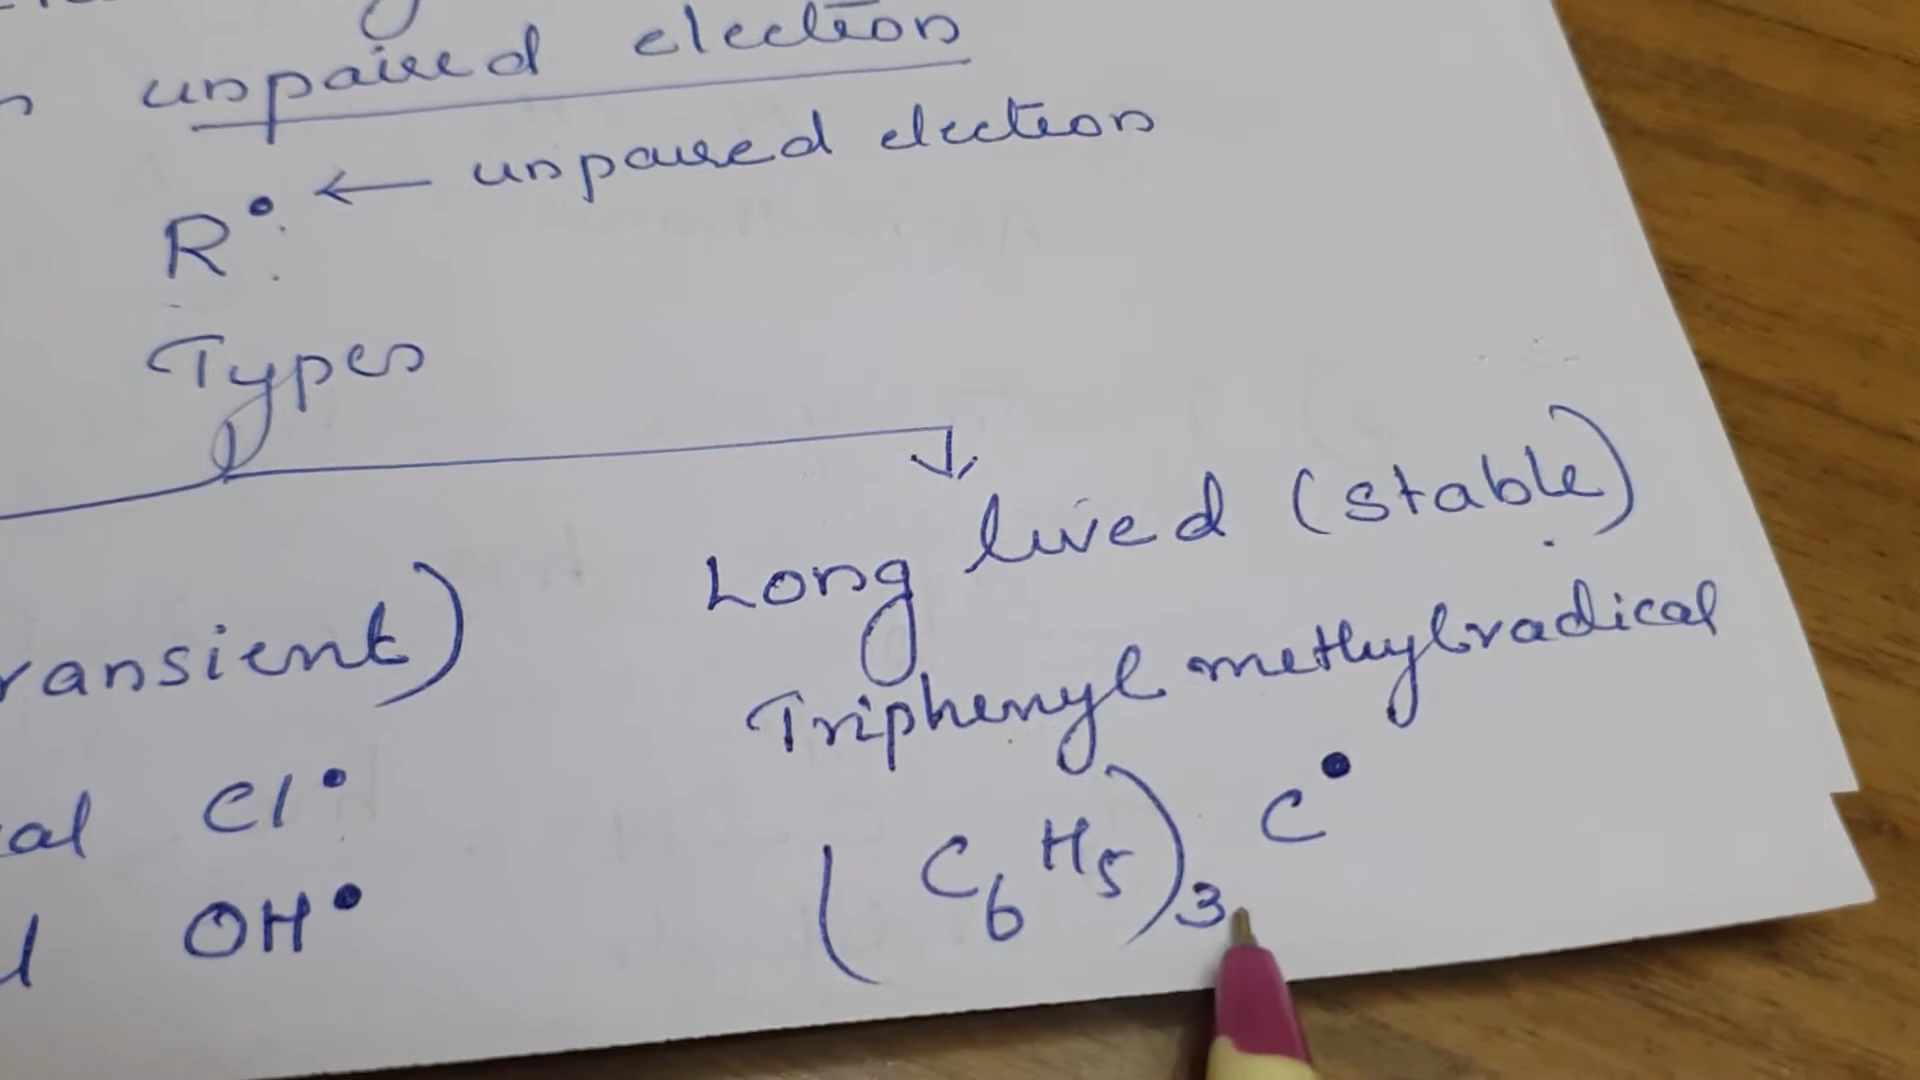 unpaired electron
R• ← unpaired electron
Types
Long lived (stable)
ransient)
Triphenyl methylradical
al Cl•
(C₆H₅)₃ C•
OH•